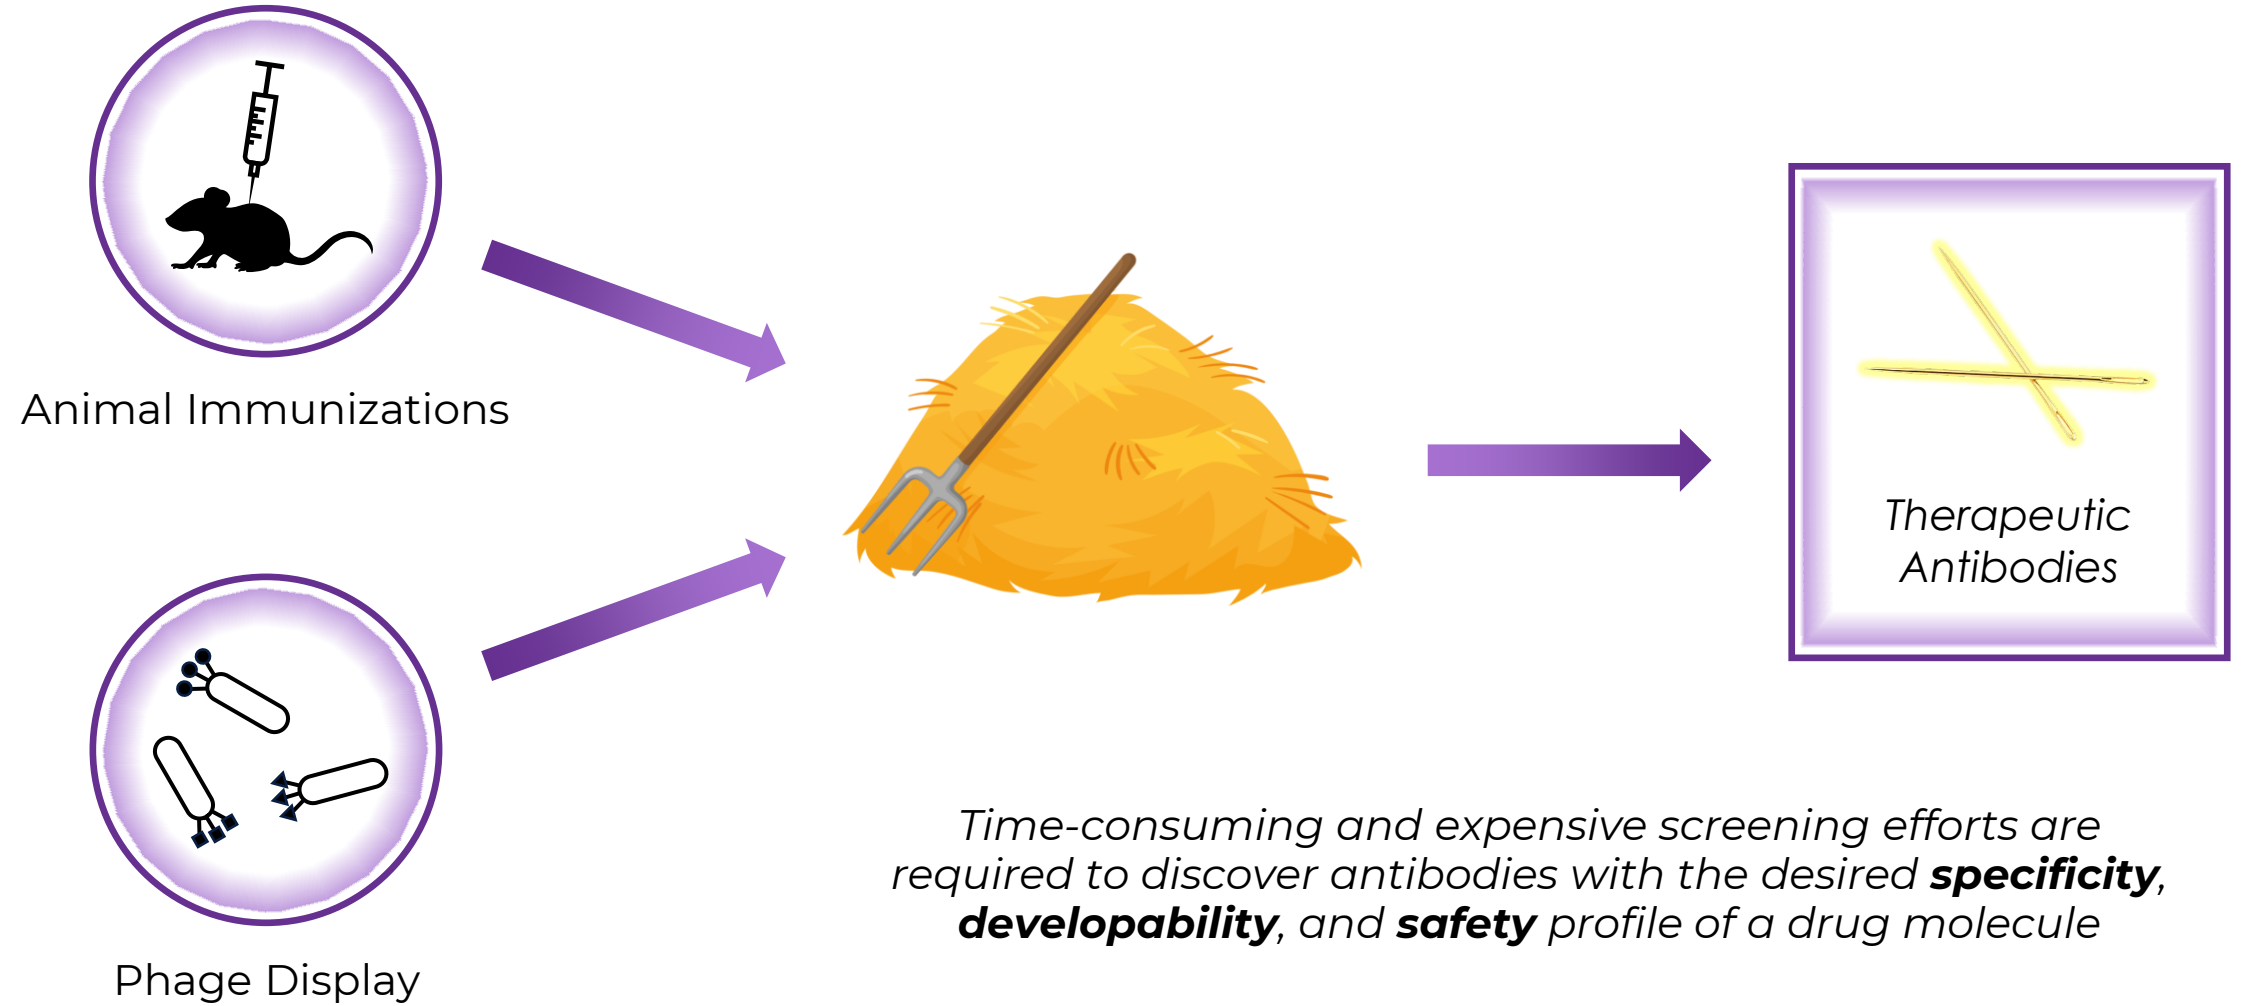 Animal Immunizations
Therapeutic
Antibodies
Time-consuming and expensive screening efforts are
required to discover antibodies with the desired specificity,
developability, and safety profile of a drug molecule
Phage Display